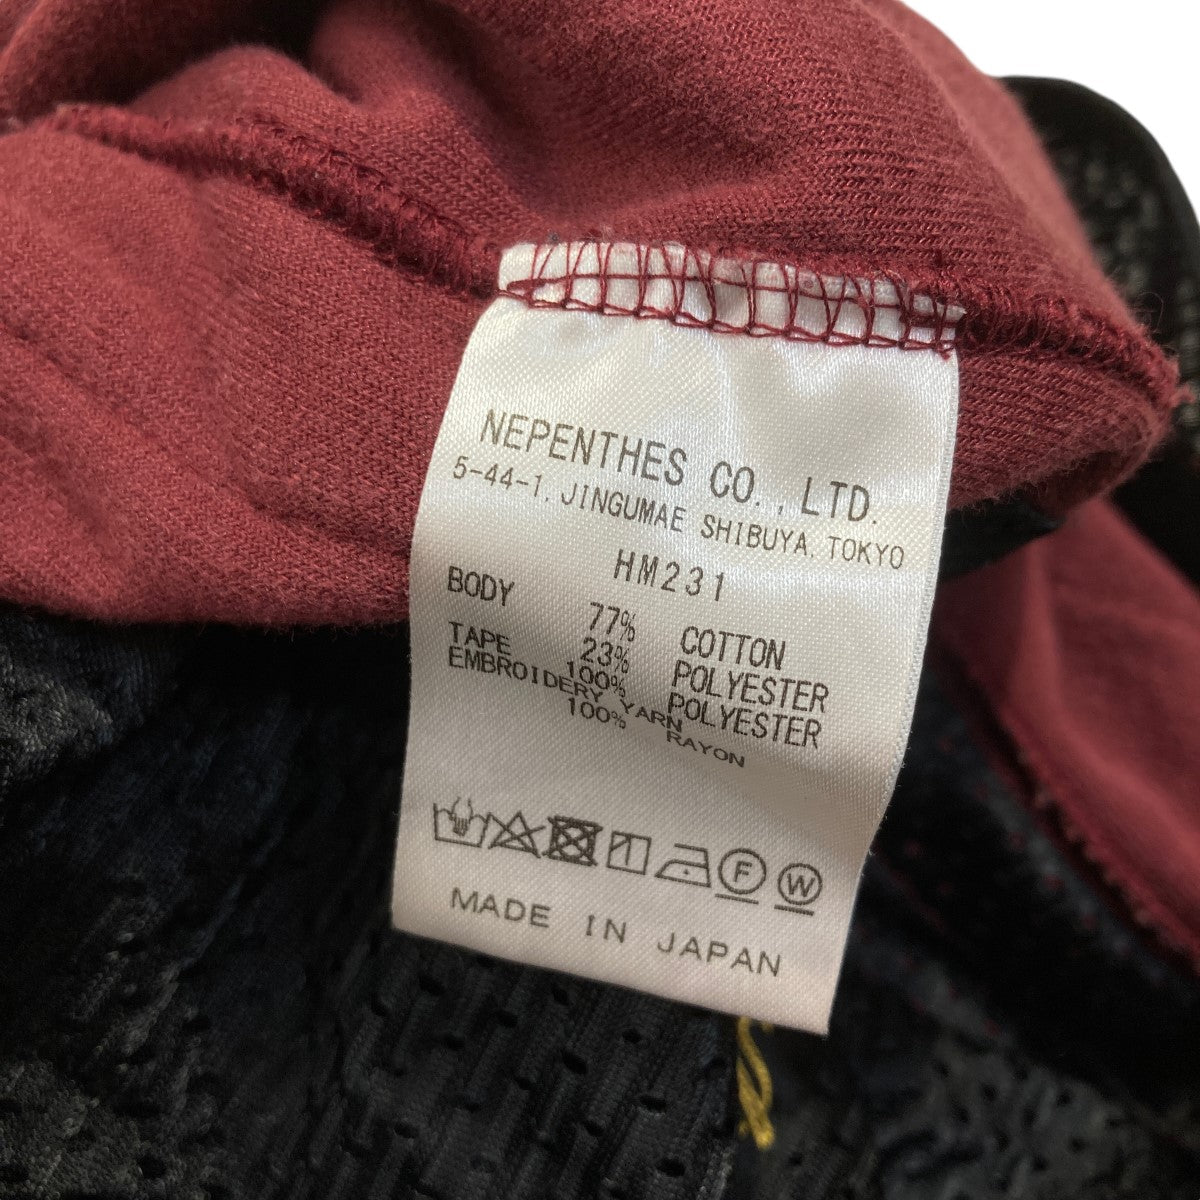 NEPENTHES CO., LTD.
5-44-1, JINGUMAE SHIBUYA, TOKYO
HM231
BODY 77% COTTON
23% POLYESTER
TAPE 100% POLYESTER
EMBROIDERY YARN
100% RAYON
F W
MADE IN JAPAN